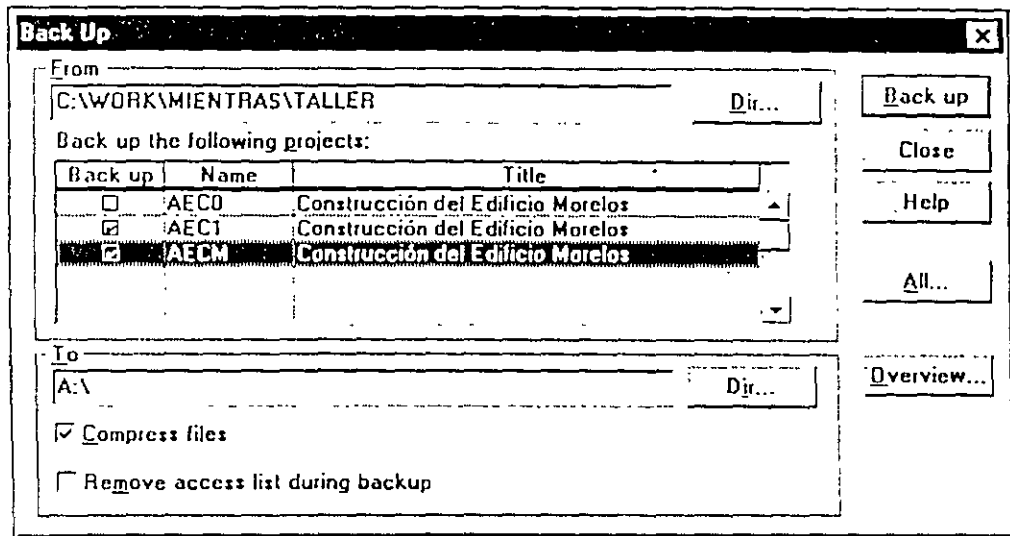 Back Up
From
C:\WORK\MIENTRAS\TALLER
Dir...
Back up
Back up the following projects:
Close
Back up Name Title
AEC0 Construcción del Edificio Morelos
Help
AEC1 Construcción del Edificio Morelos
AECM Construcción del Edificio Morelos
All...
To
A:\
Dir...
Overview...
Compress files
Remove access list during backup